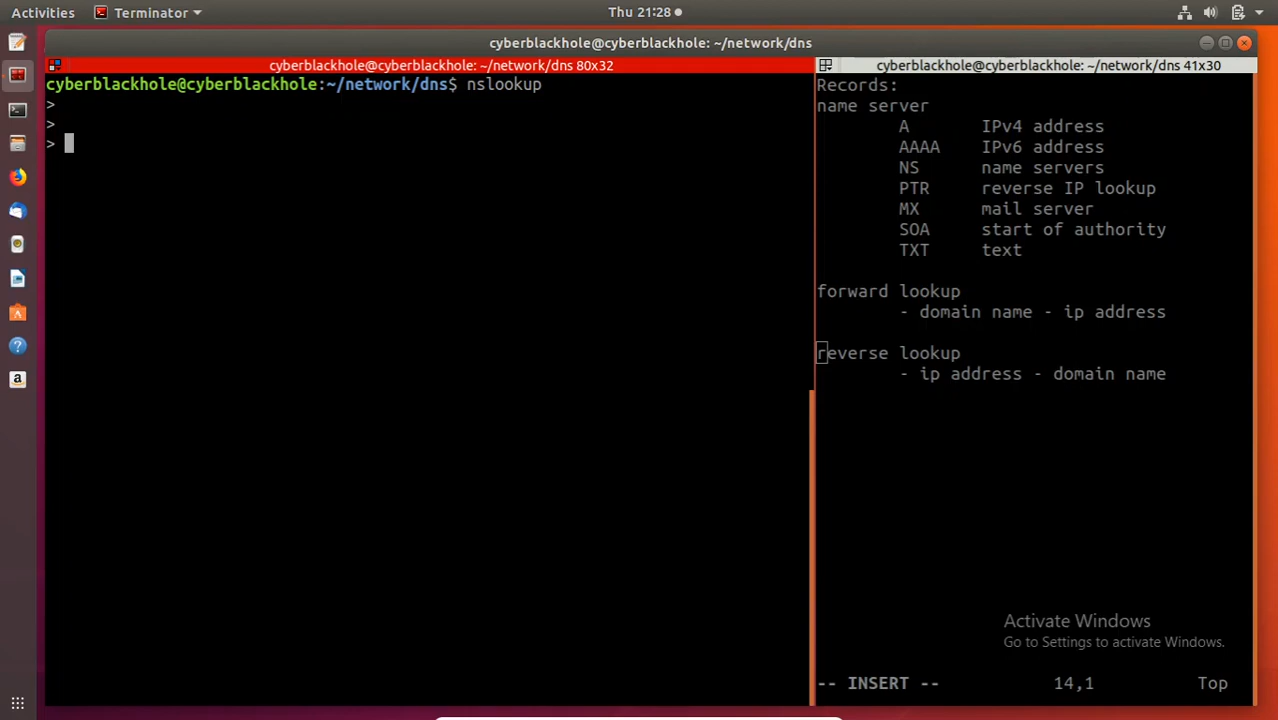 Activities Terminator Thu 21:28
cyberblackhole@cyberblackhole: ~/network/dns
cyberblackhole@cyberblackhole: ~/network/dns 80x32
cyberblackhole@cyberblackhole:~/network/dns$ nslookup
>
>
>
cyberblackhole@cyberblackhole: ~/network/dns 41x30
Records:
name server
A IPv4 address
AAAA IPv6 address
NS name servers
PTR reverse IP lookup
MX mail server
SOA start of authority
TXT text
forward lookup
- domain name - ip address
reverse lookup
- ip address - domain name
Activate Windows
Go to Settings to activate Windows.
-- INSERT -- 14,1 Top